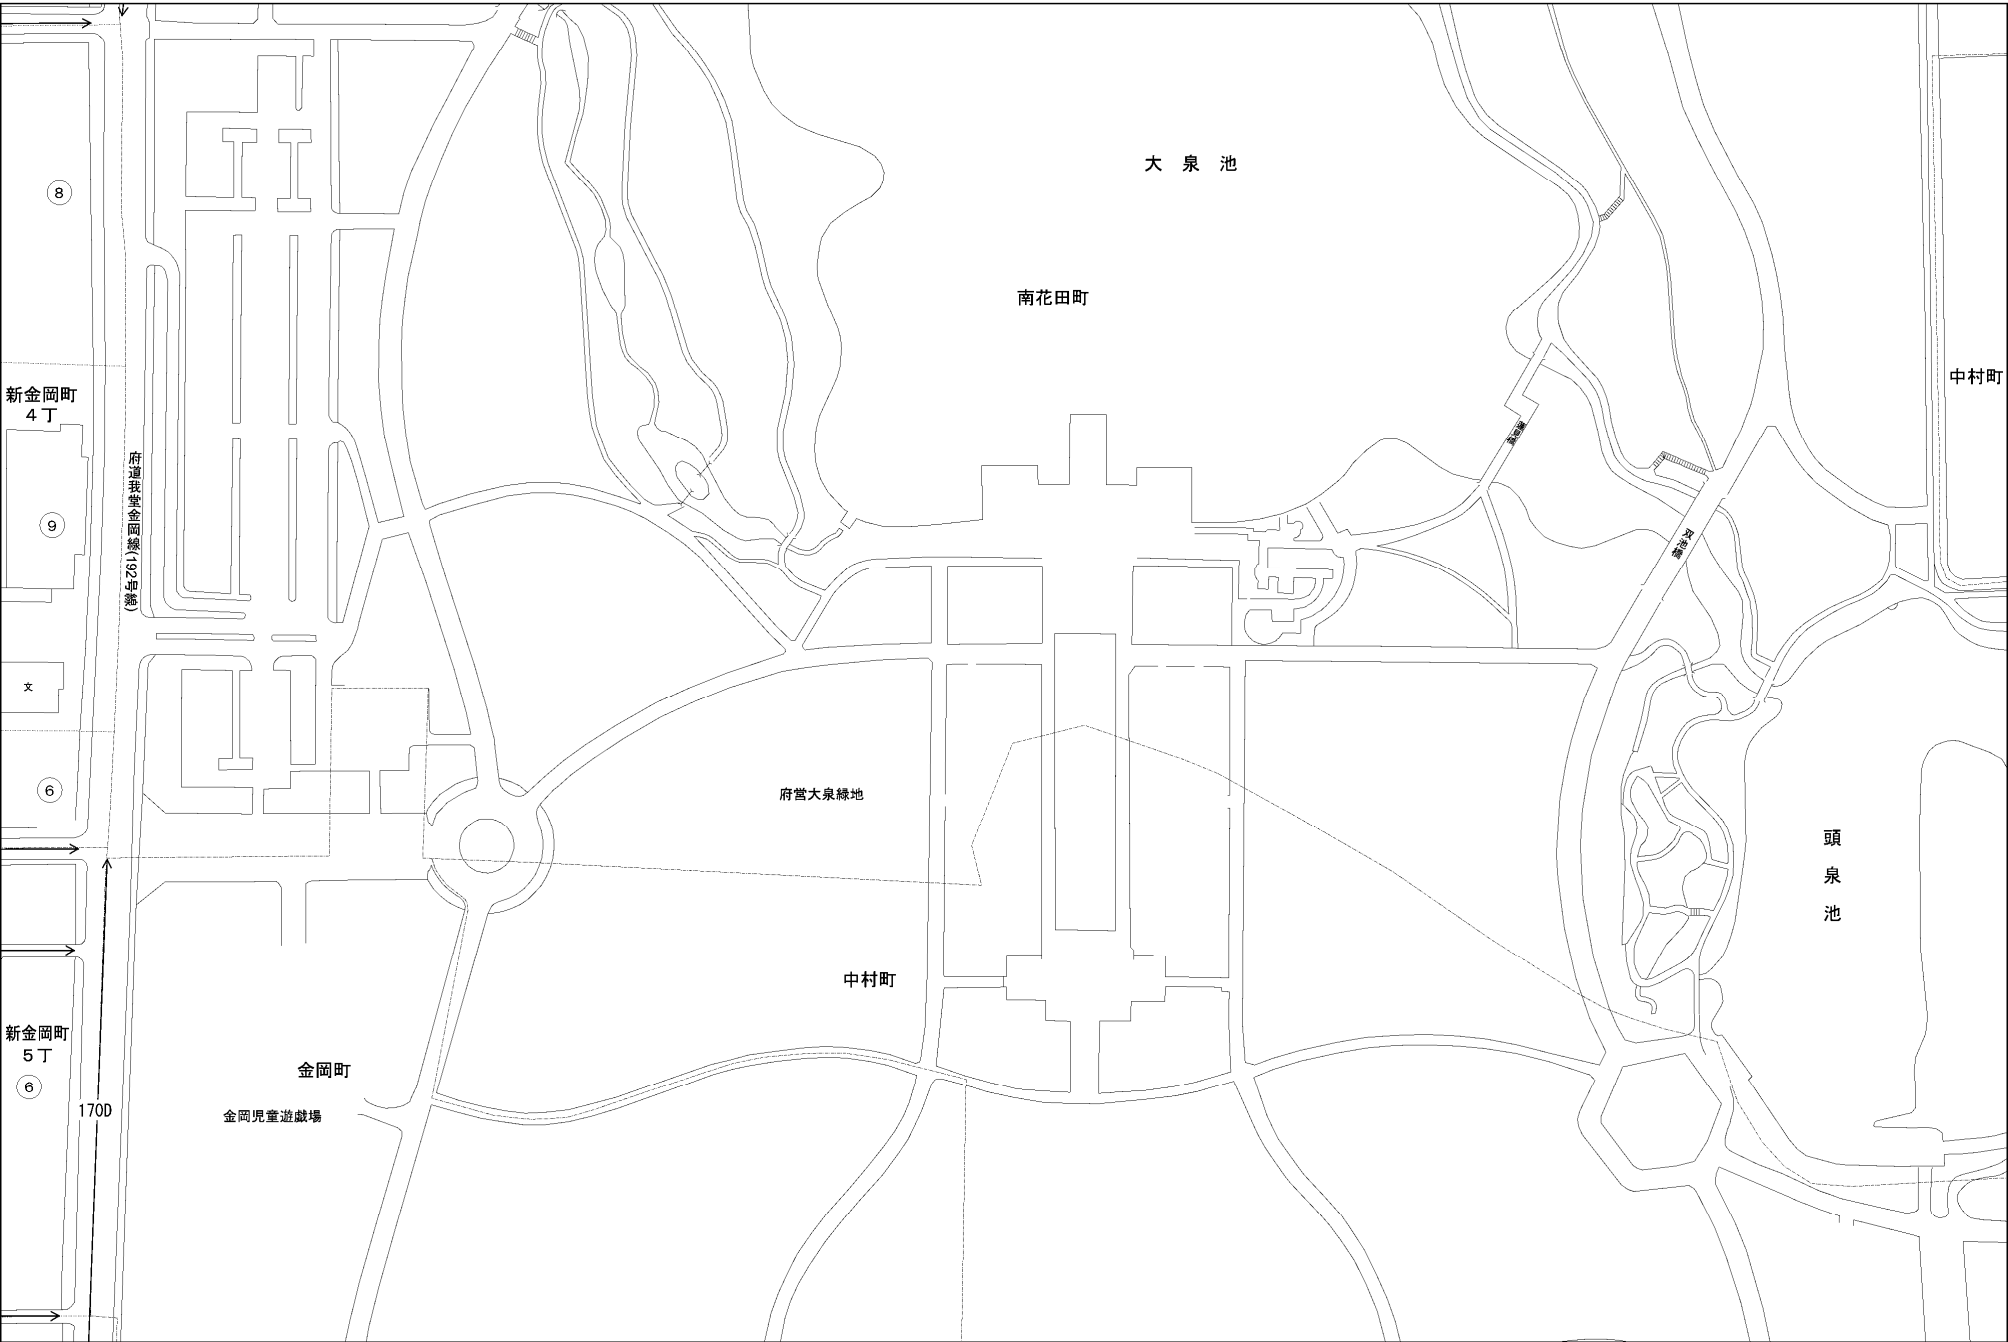 大泉池
⑧
南花田町
中村町
新金岡町
4丁
蓮見橋
⑨
府道我堂金岡線(192号線)
双池橋
文
⑥
府営大泉緑地
頭泉池
中村町
新金岡町
5丁
⑥
金岡町
170D
金岡児童遊戯場